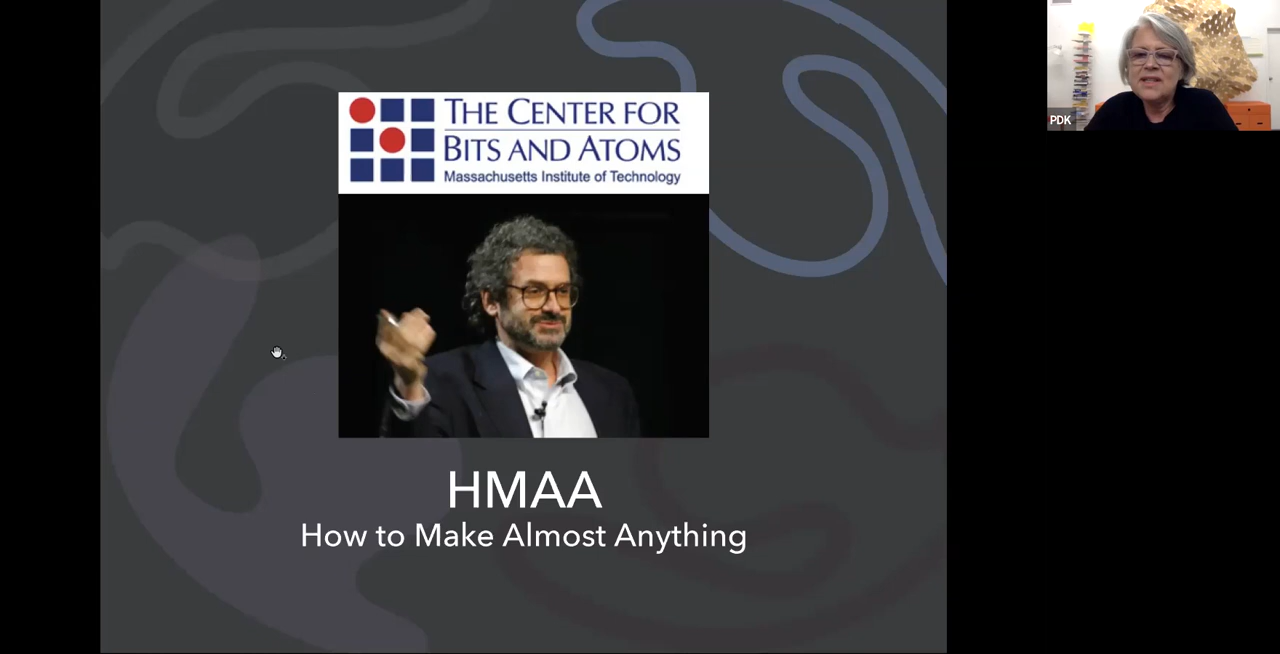 THE CENTER FOR
BITS AND ATOMS
Massachusetts Institute of Technology
HMAA
How to Make Almost Anything
PDK